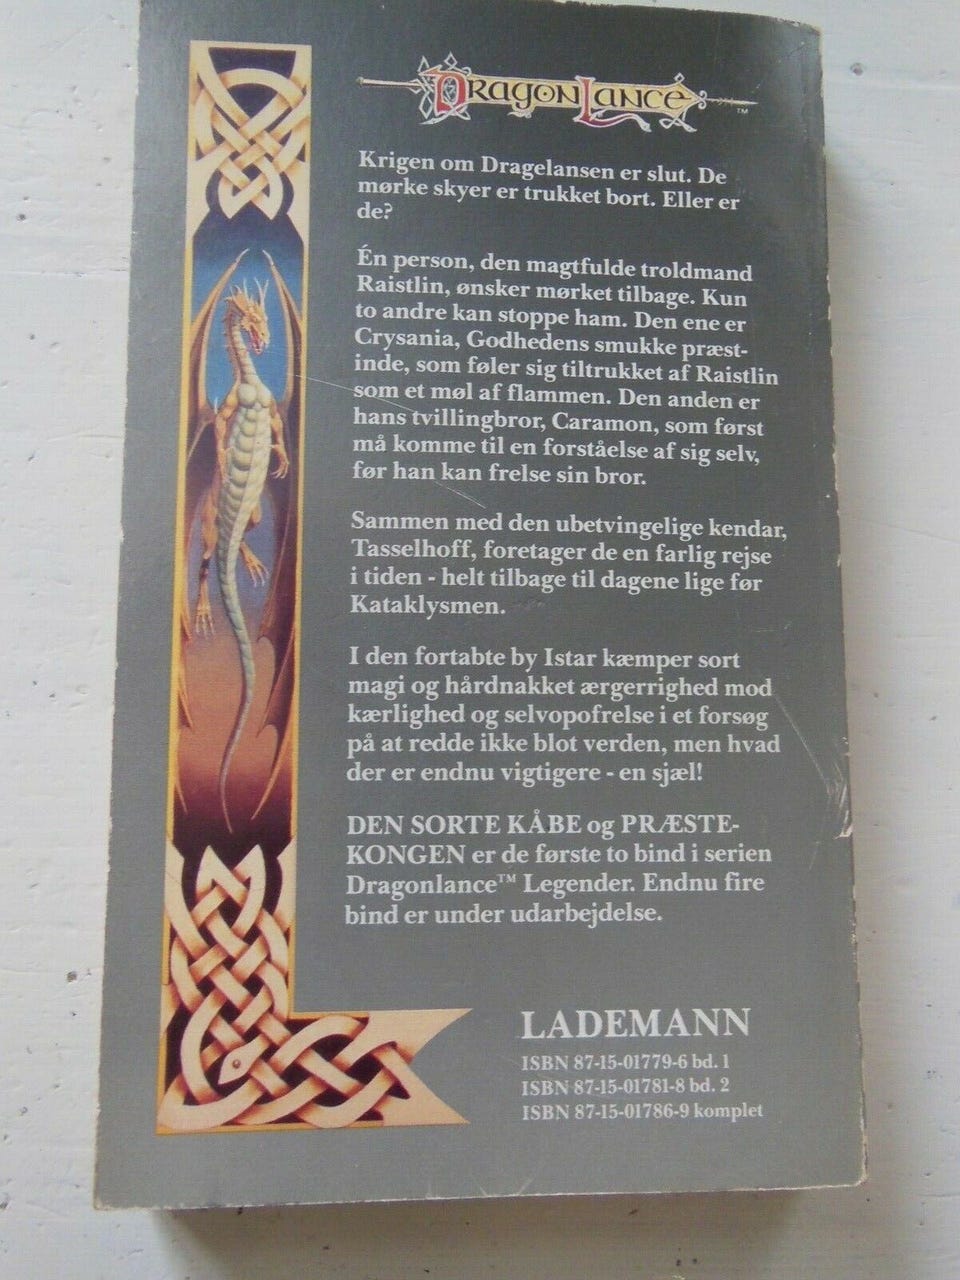 DRAGONLANCE™
Krigen om Dragelansen er slut. De
mørke skyer er trukket bort. Eller er
de?
Én person, den magtfulde troldmand
Raistlin, ønsker mørket tilbage. Kun
to andre kan stoppe ham. Den ene er
Crysania, Godhedens smukke præst-
inde, som føler sig tiltrukket af Raistlin
som et møl af flammen. Den anden er
hans tvillingbror, Caramon, som først
må komme til en forståelse af sig selv,
før han kan frelse sin bror.
Sammen med den ubetvingelige kendar,
Tasselhoff, foretager de en farlig rejse
i tiden - helt tilbage til dagene lige før
Kataklysmen.
I den fortabte by Istar kæmper sort
magi og hårdnakket ærgerrighed mod
kærlighed og selvopofrelse i et forsøg
på at redde ikke blot verden, men hvad
der er endnu vigtigere - en sjæl!
DEN SORTE KÅBE og PRÆSTE-
KONGEN er de første to bind i serien
Dragonlance™ Legender. Endnu fire
bind er under udarbejdelse.
LADEMANN
ISBN 87-15-01779-6 bd. 1
ISBN 87-15-01781-8 bd. 2
ISBN 87-15-01786-9 komplet